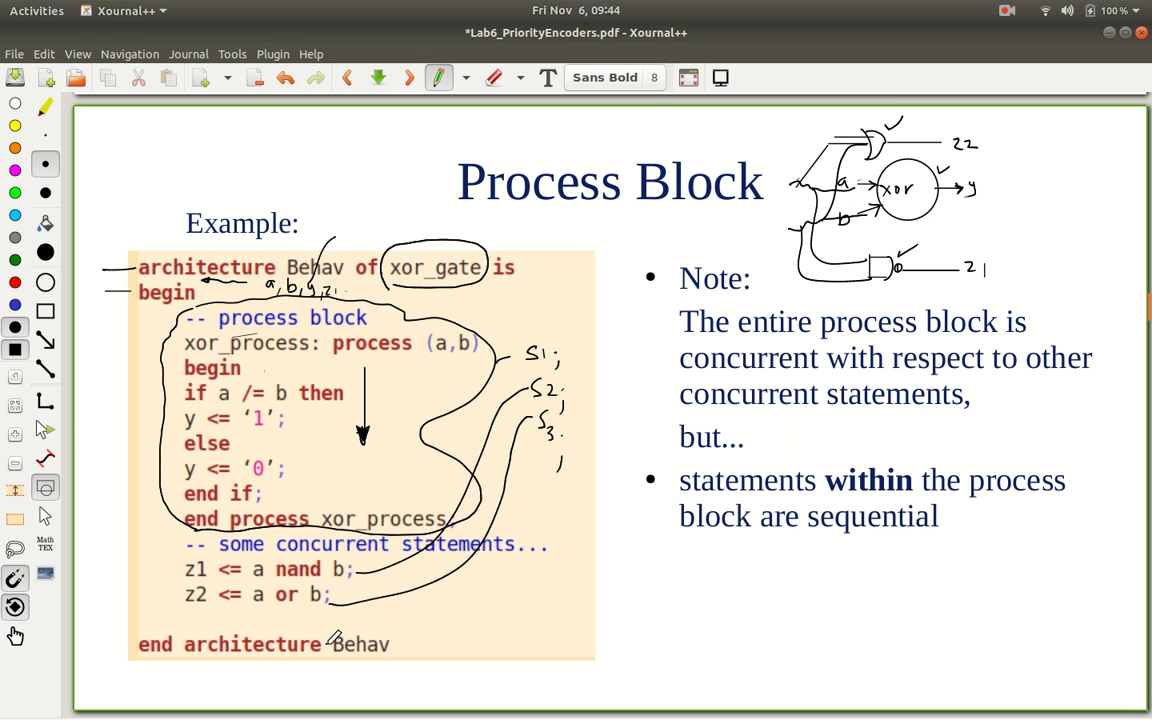 Activities Xournal++ Fri Nov 6, 09:44 100 %
*Lab6_PriorityEncoders.pdf - Xournal++
File Edit View Navigation Journal Tools Plugin Help
Sans Bold 8
Process Block
Example:
architecture Behav of xor_gate is
a, b, y, z1
begin
-- process block
xor_process: process (a,b)
begin
if a /= b then
y <= ‘1’;
else
y <= ‘0’;
end if;
end process xor_process;
-- some concurrent statements...
z1 <= a nand b;
z2 <= a or b;
end architecture Behav
S1;
S2;
S3;
z2
a
xor
y
b
z1
• Note:
The entire process block is
concurrent with respect to other
concurrent statements,
but...
• statements within the process
block are sequential
Math
TEX